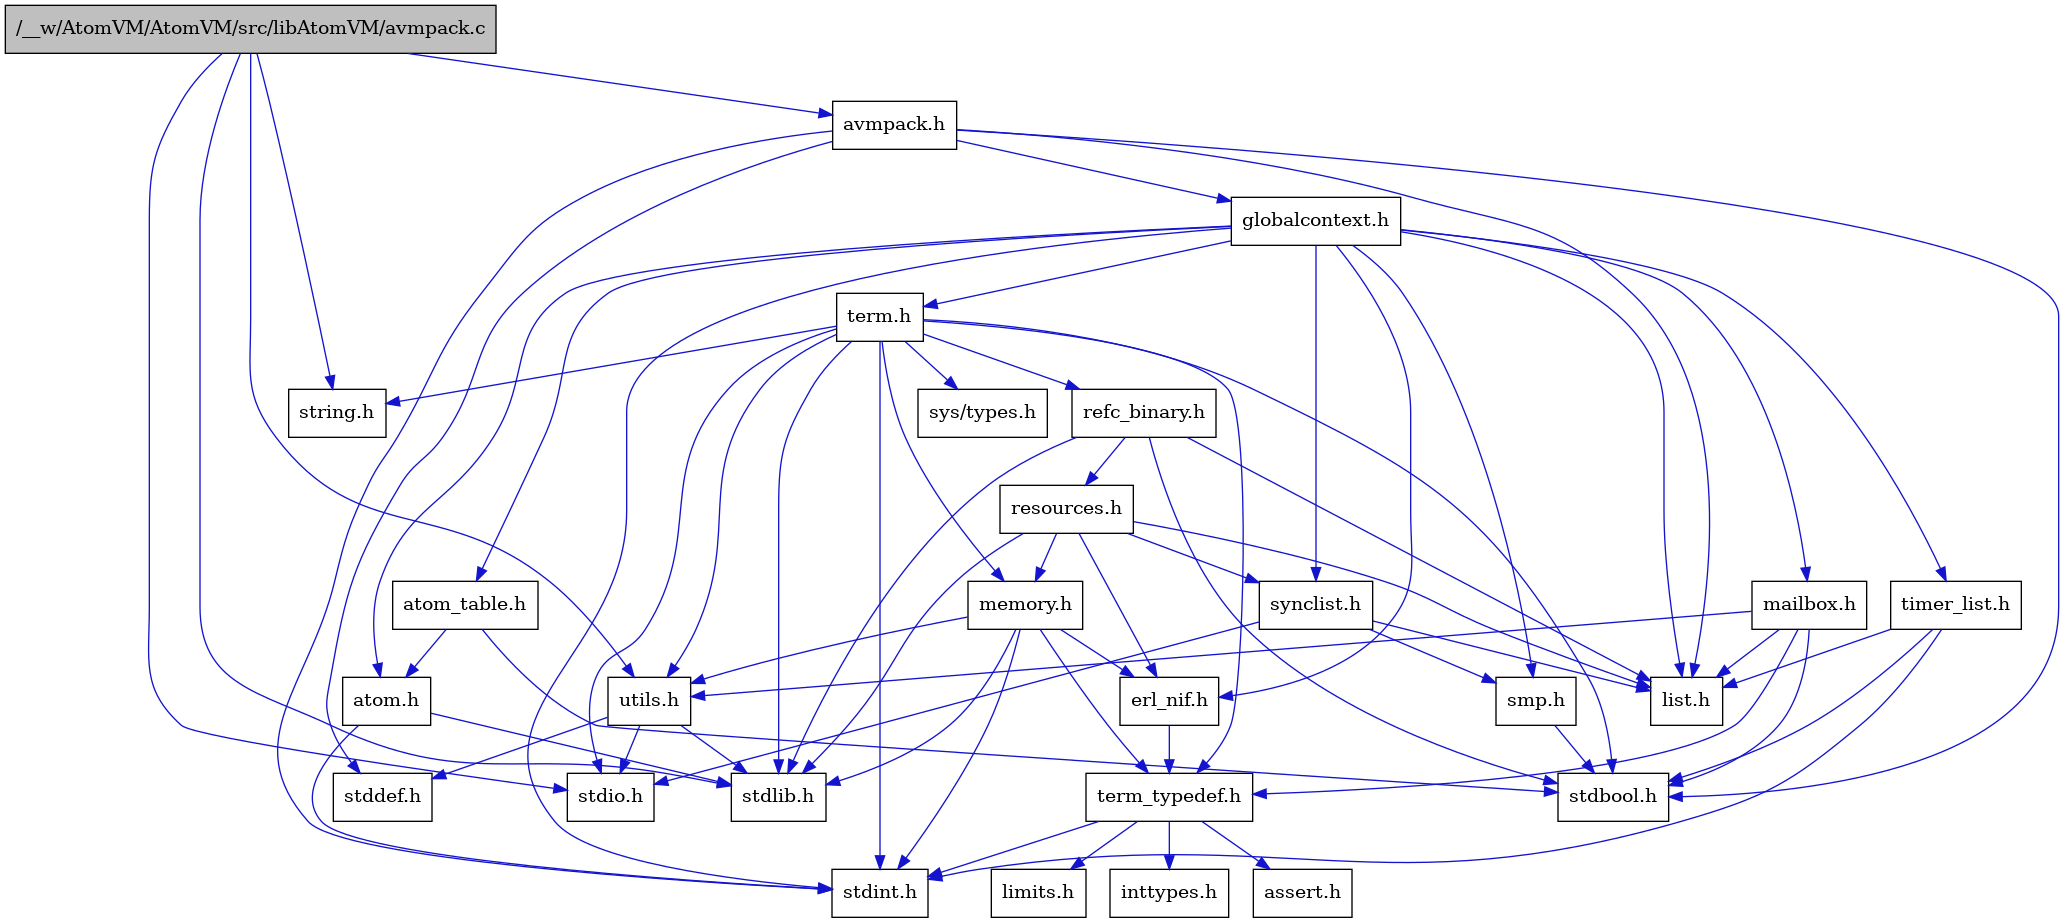 /__w/AtomVM/AtomVM/src/libAtomVM/avmpack.c
avmpack.h
globalcontext.h
term.h
string.h
sys/types.h
refc_binary.h
resources.h
atom_table.h
memory.h
synclist.h
mailbox.h
timer_list.h
atom.h
utils.h
erl_nif.h
smp.h
list.h
stddef.h
stdio.h
stdlib.h
term_typedef.h
stdbool.h
stdint.h
limits.h
inttypes.h
assert.h